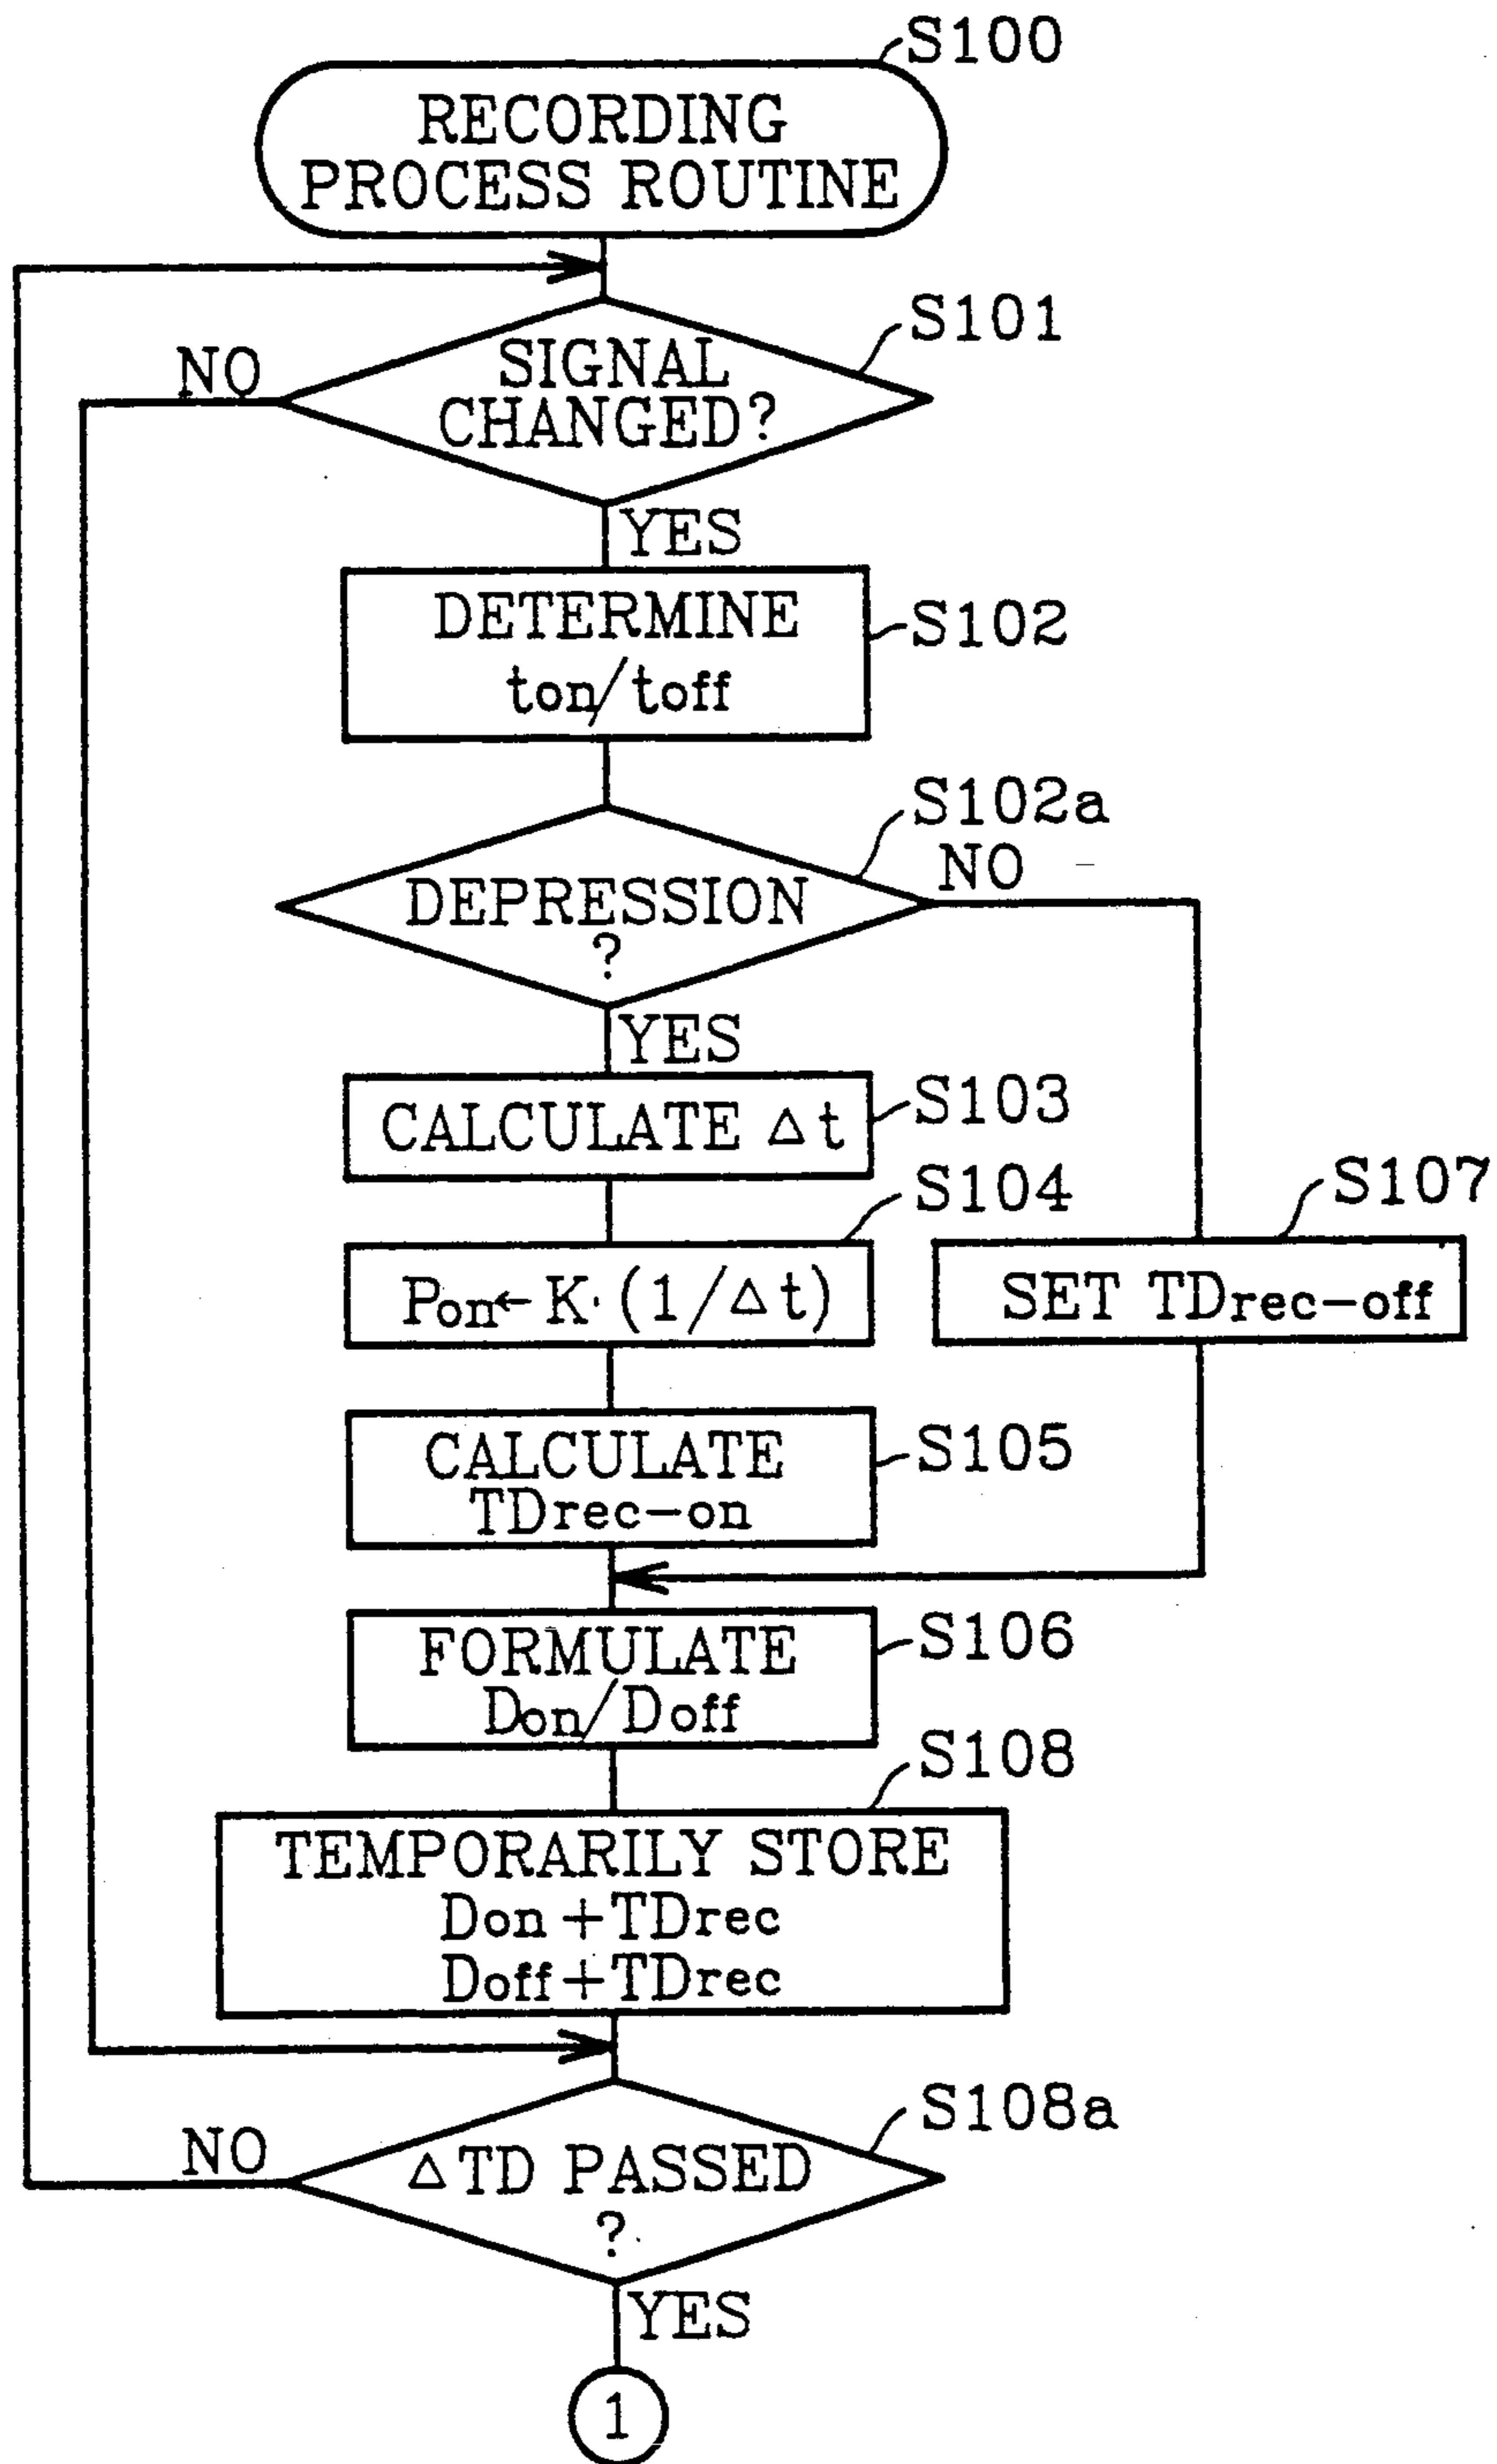 S100
RECORDING
PROCESS ROUTINE
S101
NO
SIGNAL
CHANGED?
YES
S102
DETERMINE
ton/toff
S102a
NO
DEPRESSION
?
YES
S103
CALCULATE Δt
S104
Pon←K·(1/Δt)
S107
SET TDrec-off
S105
CALCULATE
TDrec-on
S106
FORMULATE
Don/Doff
S108
TEMPORARILY STORE
Don+TDrec
Doff+TDrec
S108a
NO
ΔTD PASSED
?
YES
1